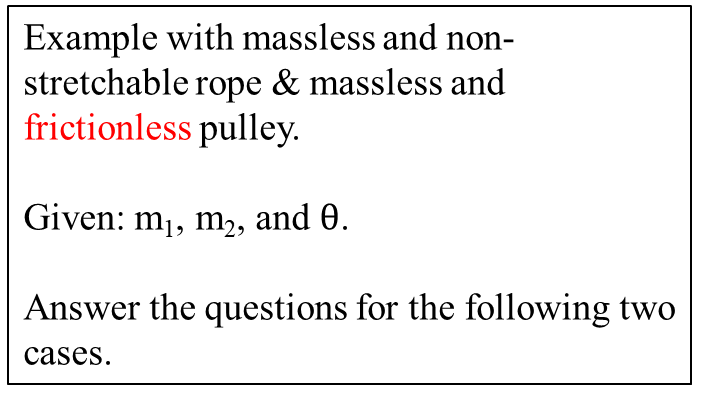 Example with massless and non-
stretchable rope & massless and
frictionless pulley.
Given: m₁, m₂, and θ.
Answer the questions for the following two
cases.